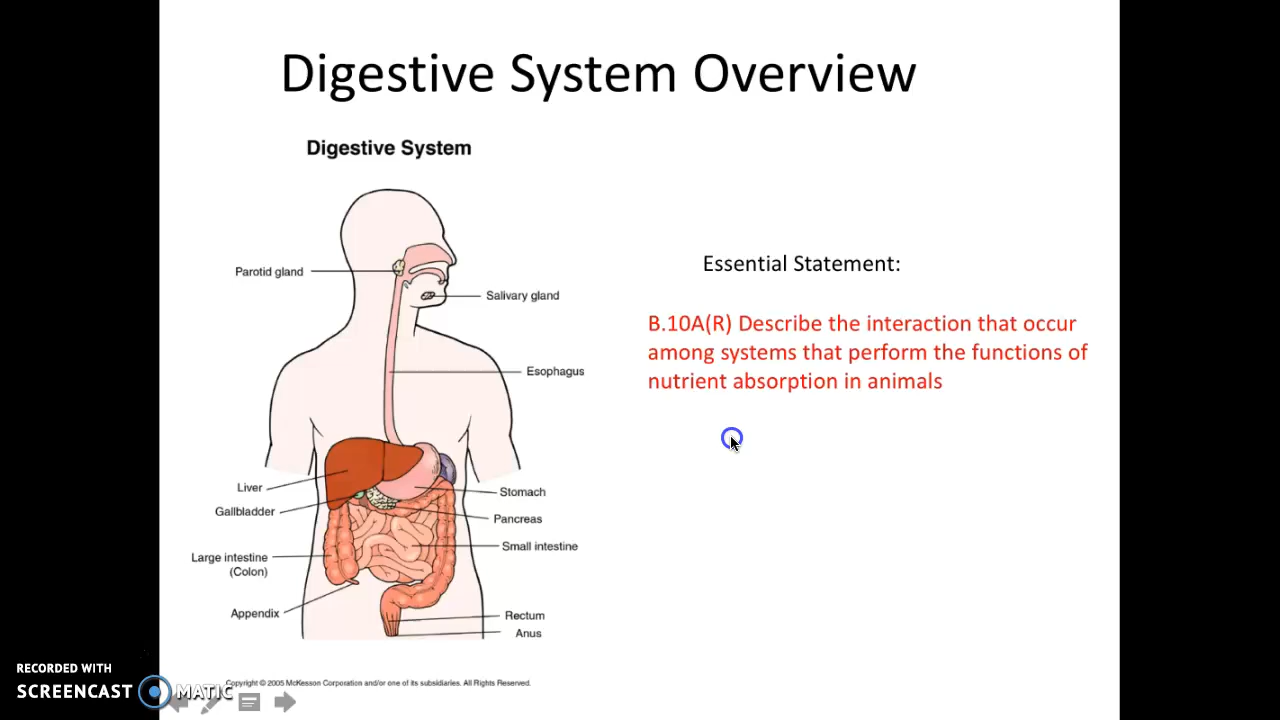 Digestive System Overview
Digestive System
Parotid gland
Salivary gland
Esophagus
Liver
Gallbladder
Large intestine
(Colon)
Appendix
Stomach
Pancreas
Small intestine
Rectum
Anus
Copyright © 2005 McKesson Corporation and/or one of its subsidiaries. All Rights Reserved.
Essential Statement:
B.10A(R) Describe the interaction that occur
among systems that perform the functions of
nutrient absorption in animals
RECORDED WITH
SCREENCAST MATIC